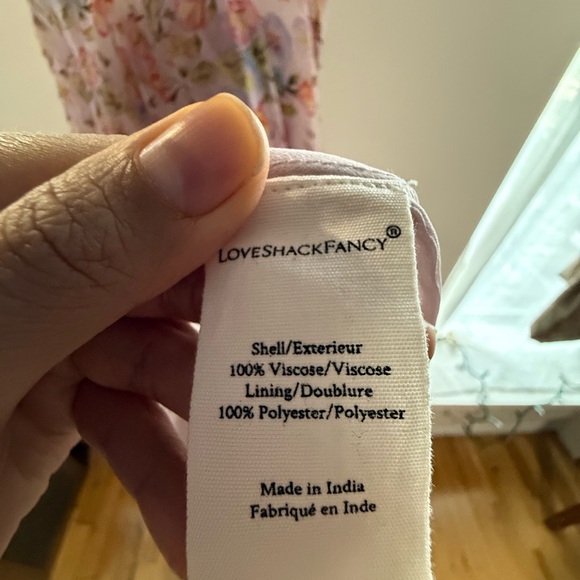 LoveShackFancy®
Shell/Exterieur
100% Viscose/Viscose
Lining/Doublure
100% Polyester/Polyester
Made in India
Fabriqué en Inde